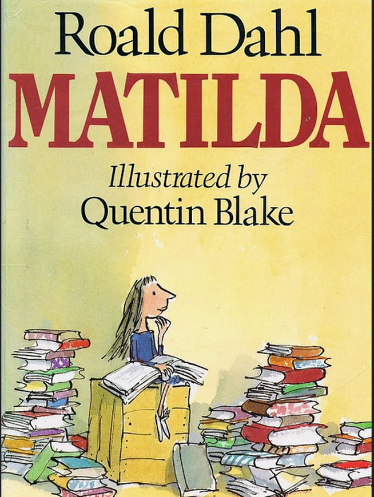 Roald Dahl
MATILDA
Illustrated by
Quentin Blake